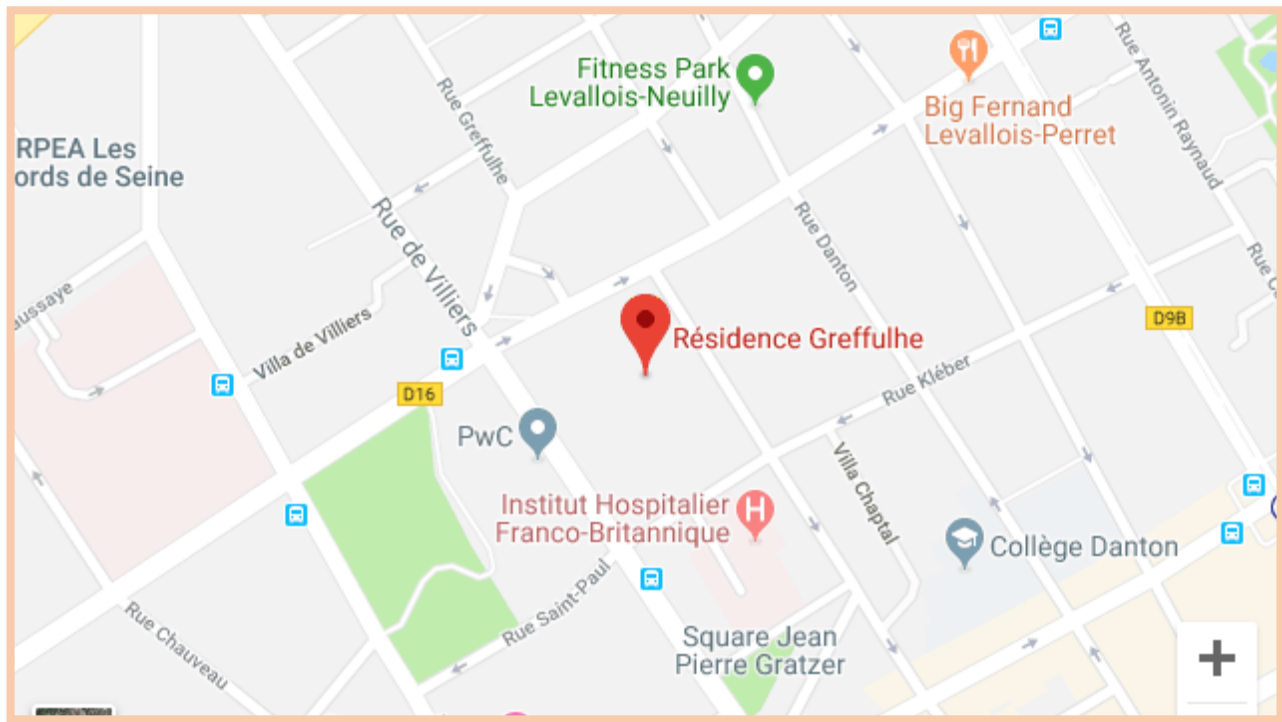 Fitness Park
Levallois-Neuilly
Big Fernand
Levallois-Perret
Rue Antonin Raynaud
Rue Greffulhe
RPEA Les
ords de Seine
Rue de Villiers
Rue Danton
Rue C
aussaye
Villa de Villiers
Résidence Greffulhe
D9B
D16
Rue Kléber
PwC
Villa Chaptal
Institut Hospitalier
Franco-Britannique
H
Collège Danton
Rue Saint-Paul
Rue Chauveau
Square Jean
Pierre Gratzer
+